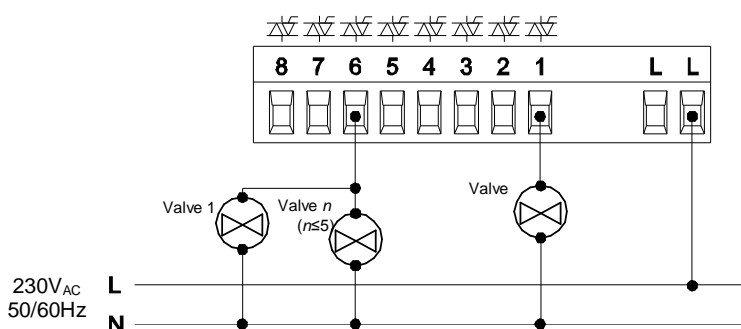 8 7 6 5 4 3 2 1 L L
Valve 1
Valve n
(n≤5)
Valve
230VAC
50/60Hz
L
N